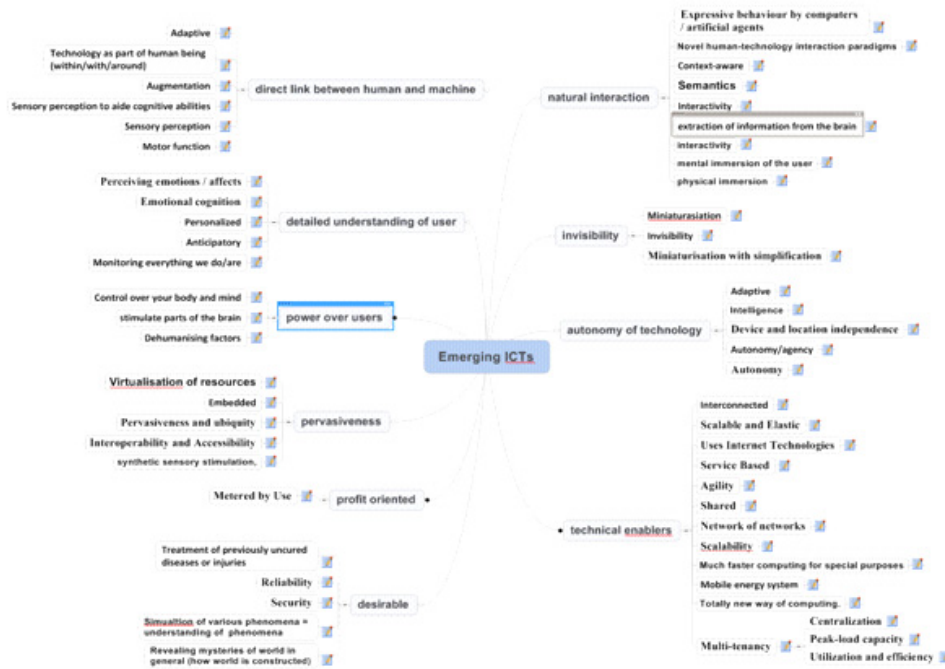 Adaptive
Technology as part of human being
(within/with/around)
Augmentation
Sensory perception to aide cognitive abilities
Sensory perception
Motor function
direct link between human and machine
Perceiving emotions / affects
Emotional cognition
Personalized
Anticipatory
Monitoring everything we do/are
detailed understanding of user
Control over your body and mind
stimulate parts of the brain
Dehumanising factors
power over users
Virtualisation of resources
Embedded
Pervasiveness and ubiquity
Interoperability and Accessibility
synthetic sensory stimulation,
pervasiveness
Metered by Use
profit oriented
Treatment of previously uncured
diseases or injuries
Reliability
Security
Simualtion of various phenomena =
understanding of phenomena
Revealing mysteries of world in
general (how world is constructed)
desirable
Emerging ICTs
natural interaction
Expressive behaviour by computers
/ artificial agents
Novel human-technology interaction paradigms
Context-aware
Semantics
Interactivity
extraction of information from the brain
interactivity
mental immersion of the user
physical immersion
invisibility
Miniaturasiation
Invisibility
Miniaturisation with simplification
autonomy of technology
Adaptive
Intelligence
Device and location independence
Autonomy/agency
Autonomy
technical enablers
Interconnected
Scalable and Elastic
Uses Internet Technologies
Service Based
Agility
Shared
Network of networks
Scalability
Much faster computing for special purposes
Mobile energy system
Totally new way of computing.
Multi-tenancy
Centralization
Peak-load capacity
Utilization and efficiency